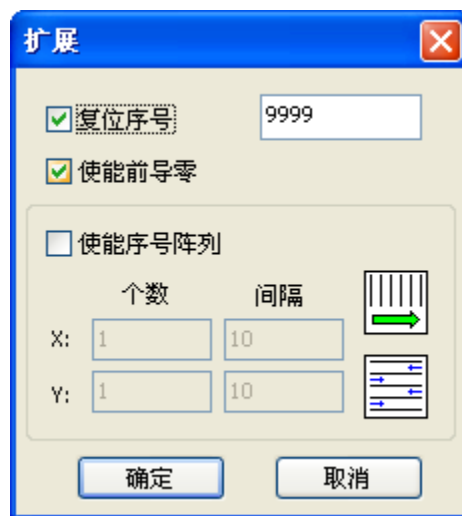 扩展
复位序号 9999
使能前导零
使能序号阵列
个数 间隔
X: 1 10
Y: 1 10
确定 取消